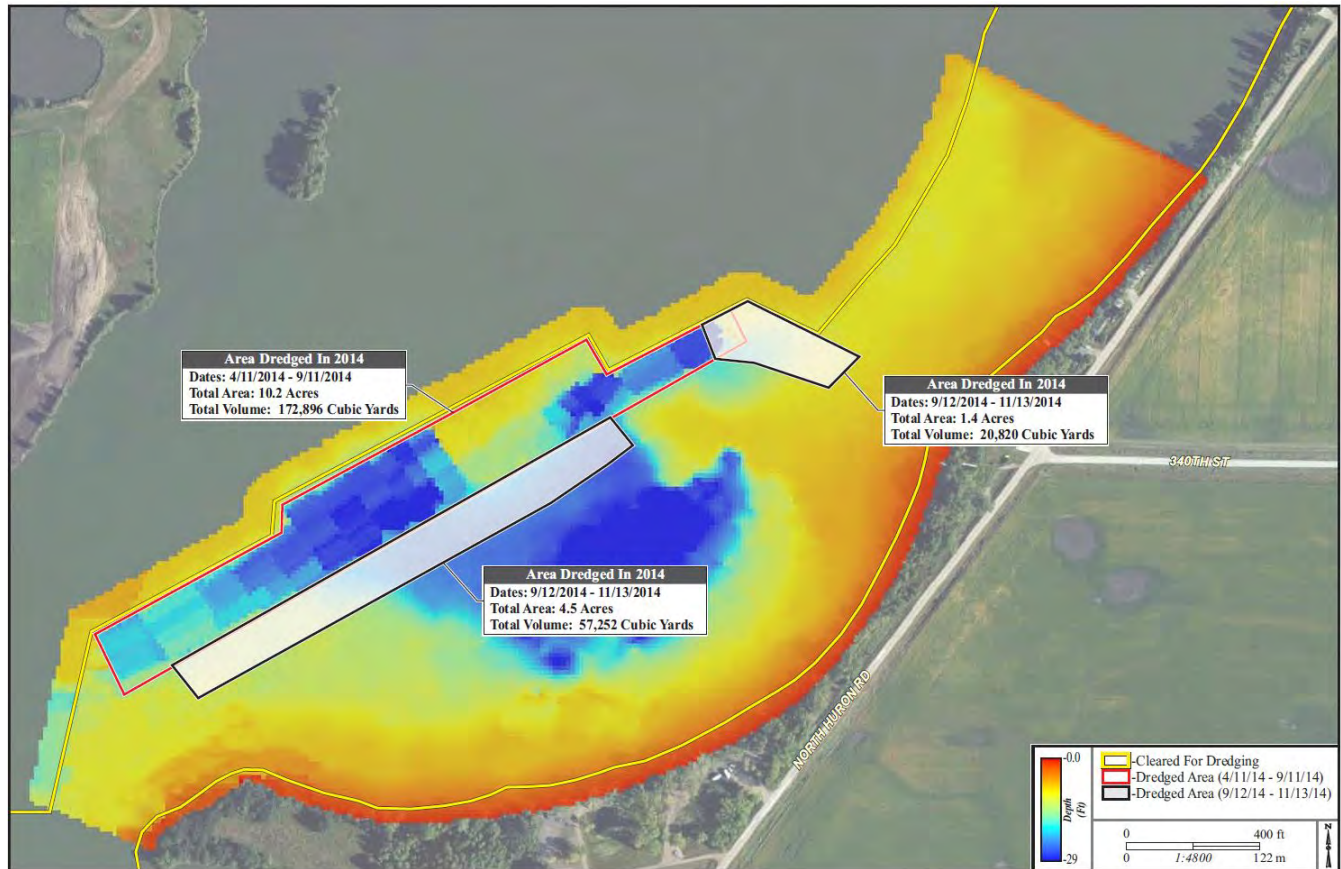 Area Dredged In 2014
Dates: 4/11/2014 - 9/11/2014
Total Area: 10.2 Acres
Total Volume: 172,896 Cubic Yards
Area Dredged In 2014
Dates: 9/12/2014 - 11/13/2014
Total Area: 1.4 Acres
Total Volume: 20,820 Cubic Yards
340TH ST
Area Dredged In 2014
Dates: 9/12/2014 - 11/13/2014
Total Area: 4.5 Acres
Total Volume: 57,252 Cubic Yards
NORTH HURON RD
-0.0
Depth
(Ft)
-29
-Cleared For Dredging
-Dredged Area (4/11/14 - 9/11/14)
-Dredged Area (9/12/14 - 11/13/14)
0 400 ft
0 1:4800 122 m
N